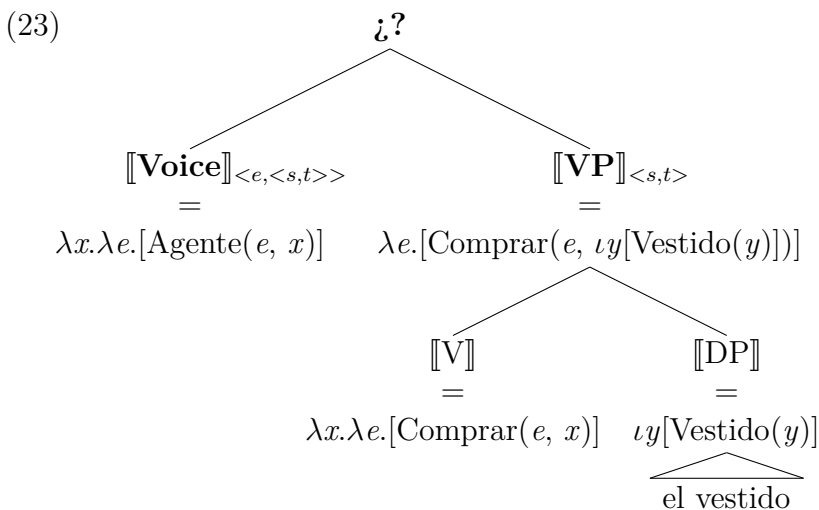 (23) ¿?
⟦Voice⟧<e,<s,t>> ⟦VP⟧<s,t>
= =
λx.λe.[Agente(e, x)] λe.[Comprar(e, ιy[Vestido(y)])]
⟦V⟧ ⟦DP⟧
= =
λx.λe.[Comprar(e, x)] ιy[Vestido(y)]
el vestido